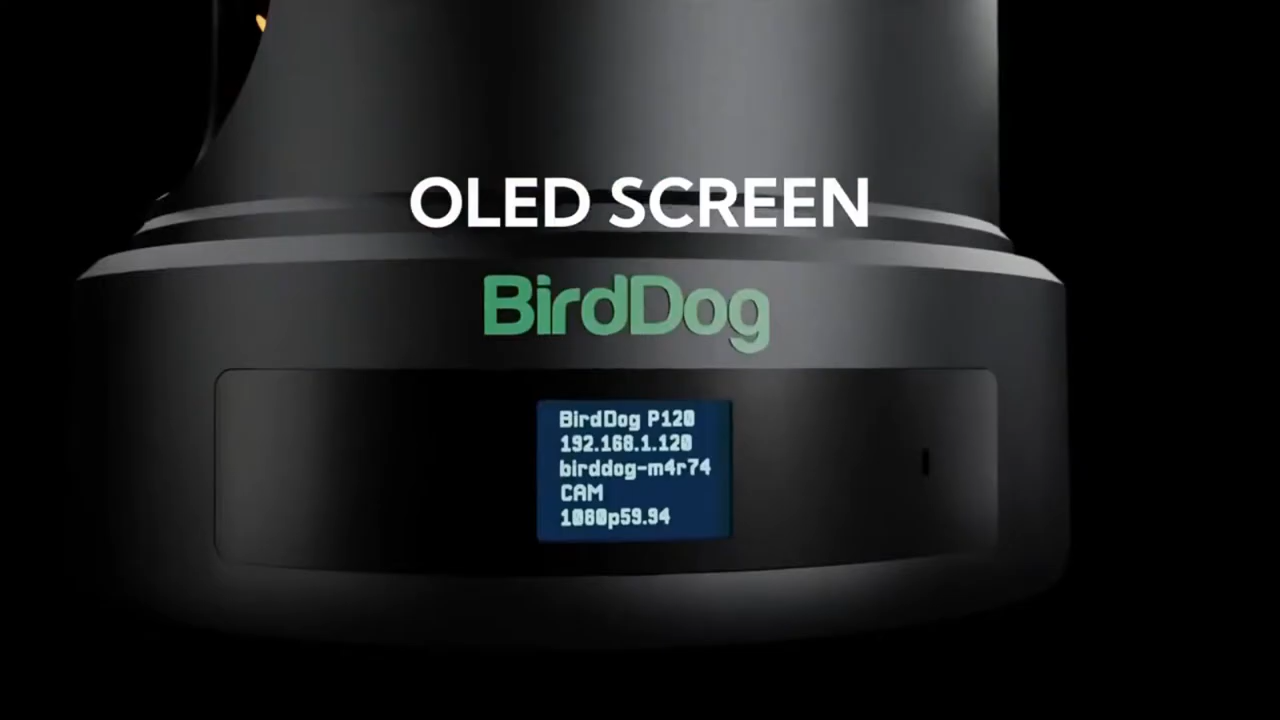 OLED SCREEN
BirdDog
BirdDog P120
192.168.1.120
birddog-m4r74
CAM
1080p59.94